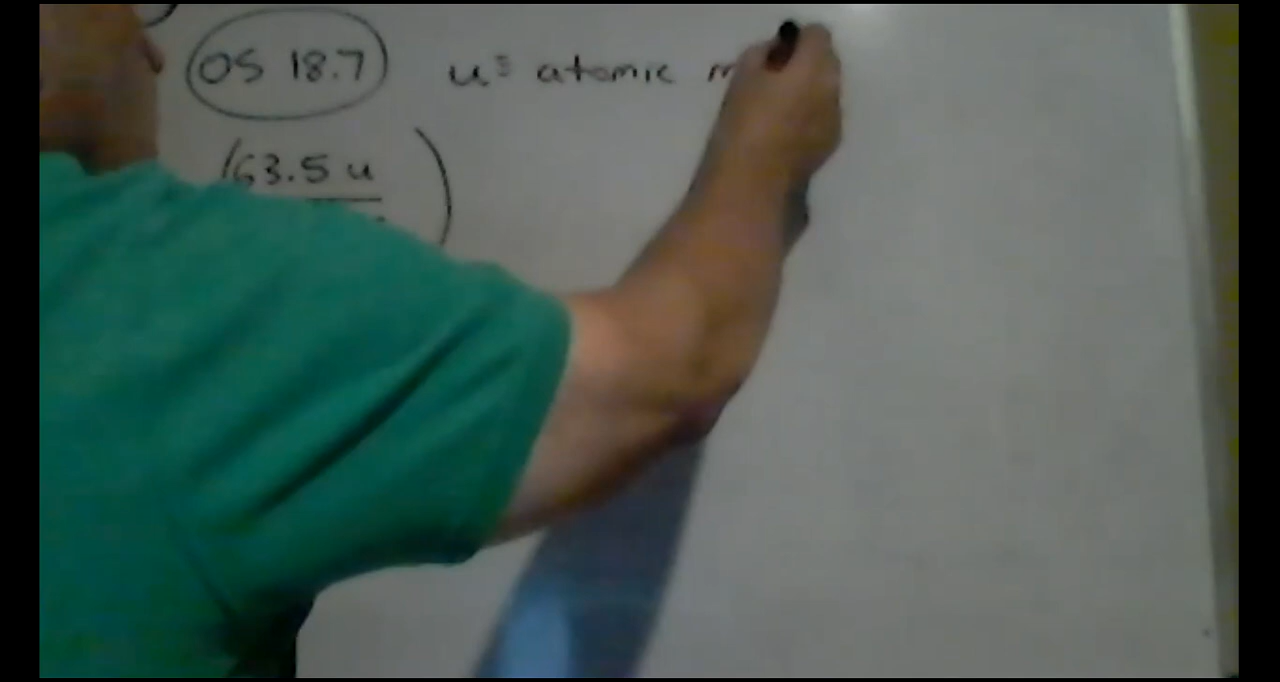 OS 18.7 u ≡ atomic m
(63.5 u)